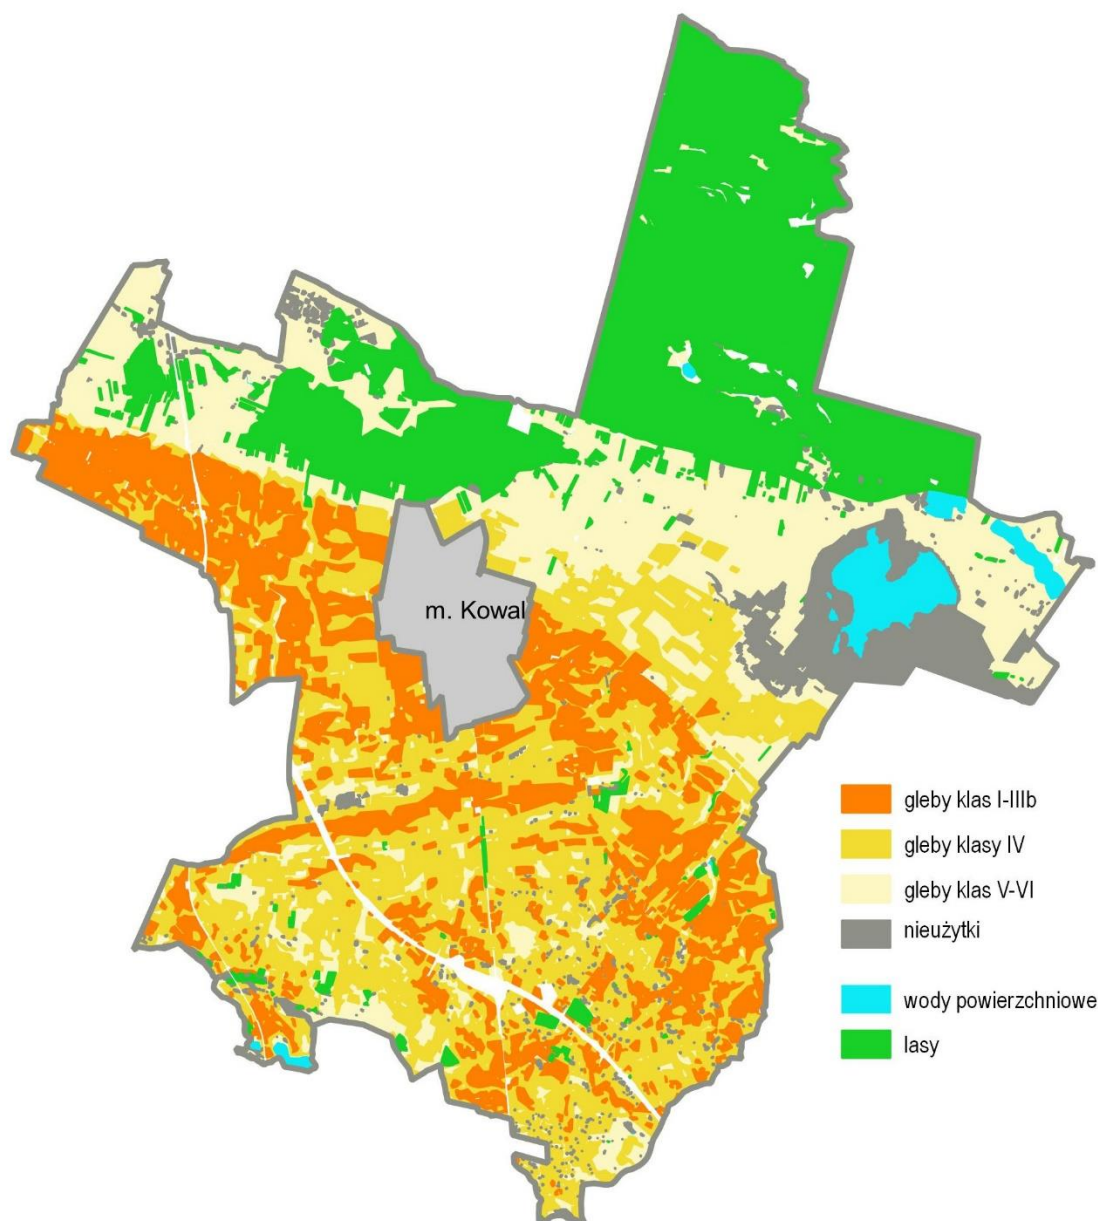 m. Kowal
gleby klas I-IIIb
gleby klasy IV
gleby klas V-VI
nieużytki
wody powierzchniowe
lasy